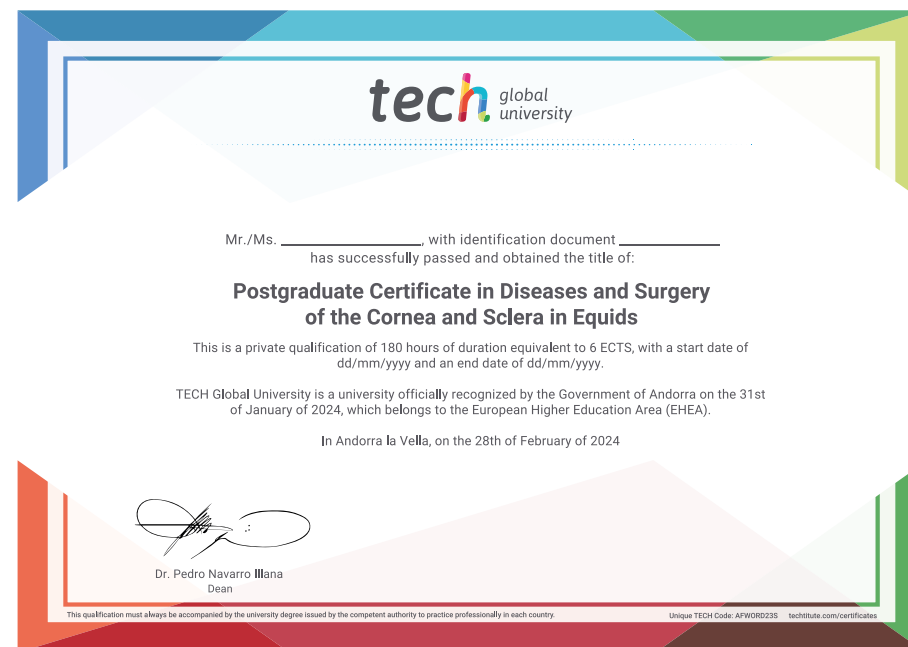 tech global university
Mr./Ms. ____________________, with identification document ______________
has successfully passed and obtained the title of:
Postgraduate Certificate in Diseases and Surgery
of the Cornea and Sclera in Equids
This is a private qualification of 180 hours of duration equivalent to 6 ECTS, with a start date of
dd/mm/yyyy and an end date of dd/mm/yyyy.
TECH Global University is a university officially recognized by the Government of Andorra on the 31st
of January of 2024, which belongs to the European Higher Education Area (EHEA).
In Andorra la Vella, on the 28th of February of 2024
Dr. Pedro Navarro Illana
Dean
This qualification must always be accompanied by the university degree issued by the competent authority to practice professionally in each country.
Unique TECH Code: AFWORD23S techtitute.com/certificates